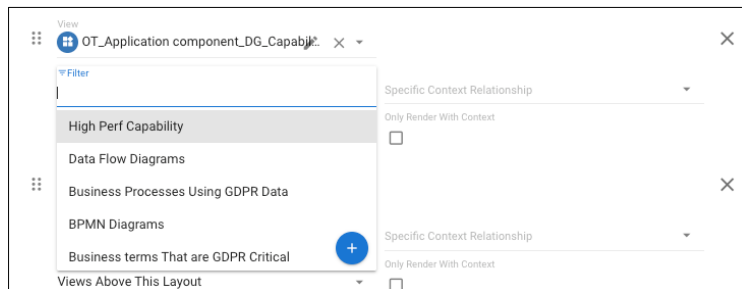 View
OT_Application component_DG_Capabil..
Filter
Specific Context Relationship
High Perf Capability
Only Render With Context
Data Flow Diagrams
Business Processes Using GDPR Data
BPMN Diagrams
Specific Context Relationship
Business terms That are GDPR Critical
Only Render With Context
Views Above This Layout